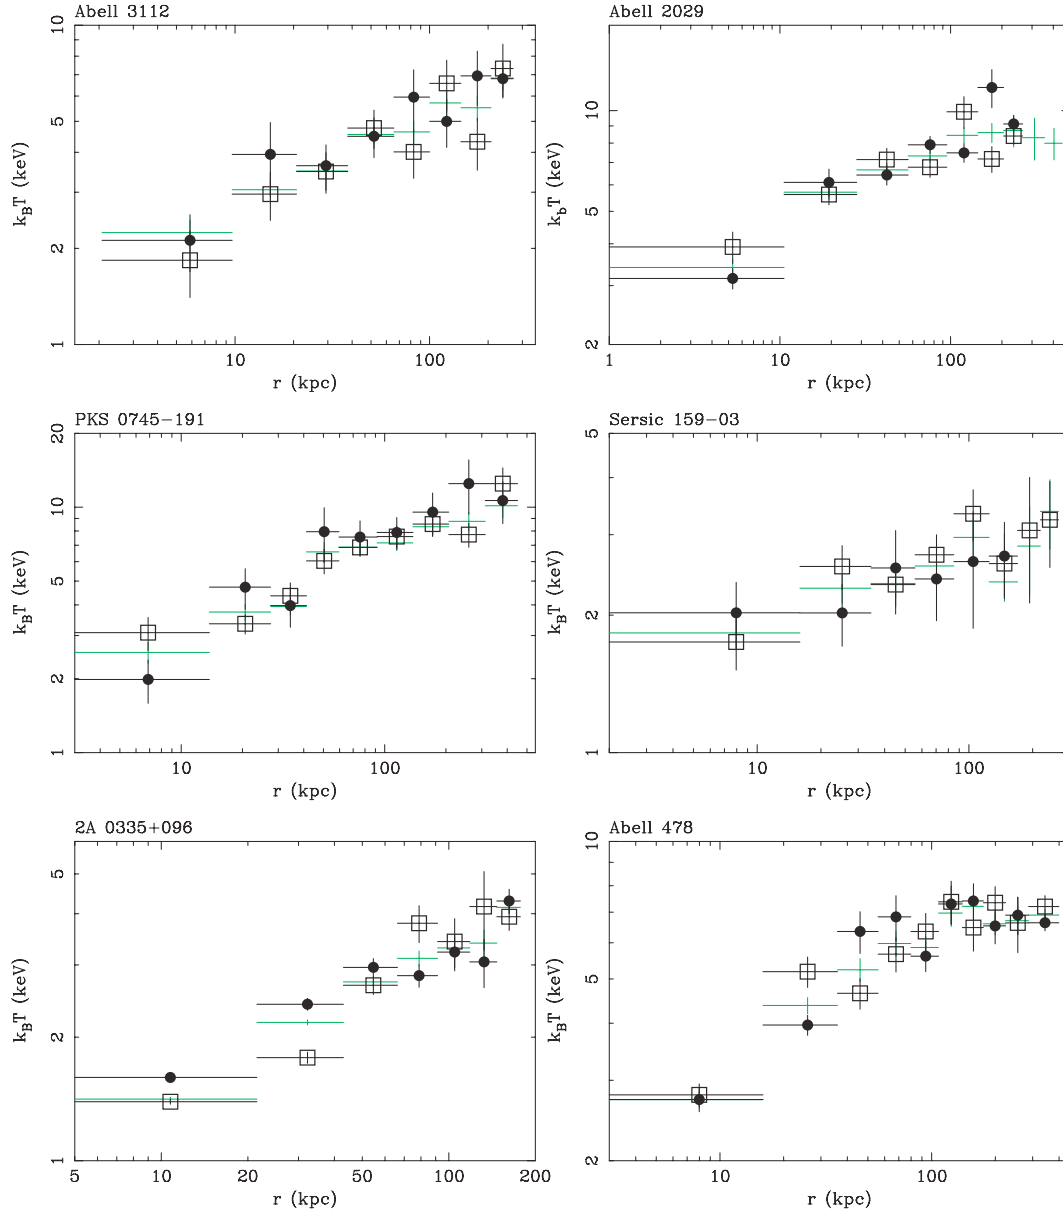 Abell 3112
Abell 2029
10
5
2
1
k_BT (keV)
10
100
r (kpc)
10
5
2
k_bT (keV)
1
10
100
r (kpc)
PKS 0745−191
Sersic 159−03
20
10
5
2
1
k_BT (keV)
10
100
r (kpc)
5
2
1
k_BT (keV)
10
100
r (kpc)
2A 0335+096
Abell 478
5
2
1
k_BT (keV)
5
10
20
50
100
200
r (kpc)
10
5
2
k_BT (keV)
10
100
r (kpc)